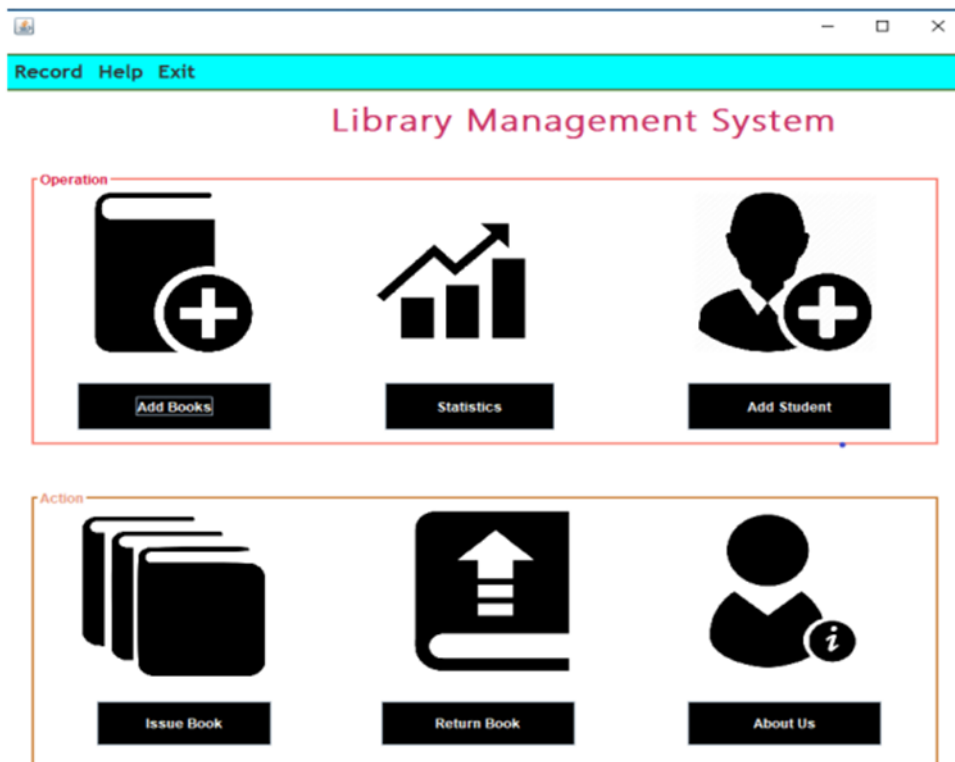 Record Help Exit
Library Management System
Operation
Add Books
Statistics
Add Student
Action
Issue Book
Return Book
About Us